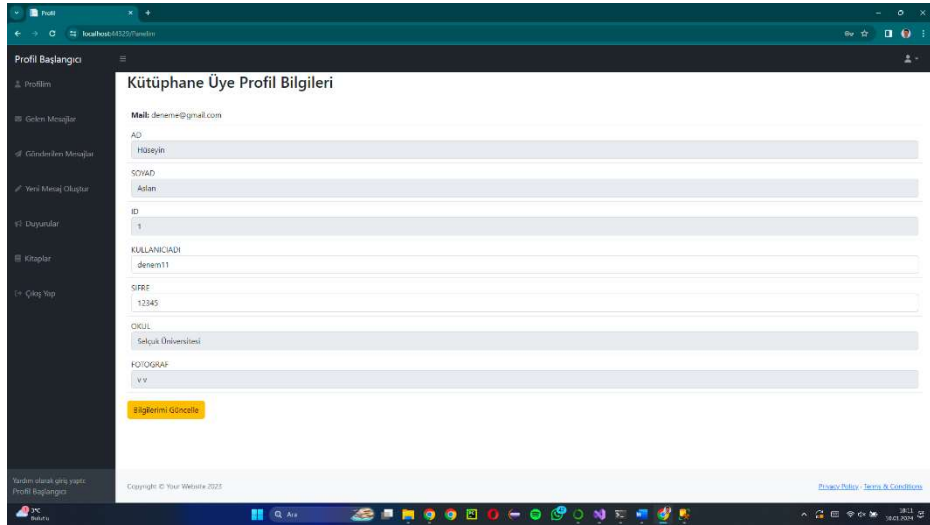 Profil
localhost:44329/Panelim
Profil Başlangıcı
Profilim
Gelen Mesajlar
Gönderilen Mesajlar
Yeni Mesaj Oluştur
Duyurular
Kitaplar
Çıkış Yap
Kütüphane Üye Profil Bilgileri
Mail: deneme@gmail.com
AD
Hüseyin
SOYAD
Aslan
ID
1
KULLANICIADI
denem11
SIFRE
12345
OKUL
Selçuk Üniversitesi
FOTOGRAF
v v
Bilgilerimi Güncelle
Yardım olarak giriş yaptı:
Profil Başlangıcı
Copyright © Your Website 2023
Privacy Policy · Terms & Conditions
3°C
Bulutlu
Ara